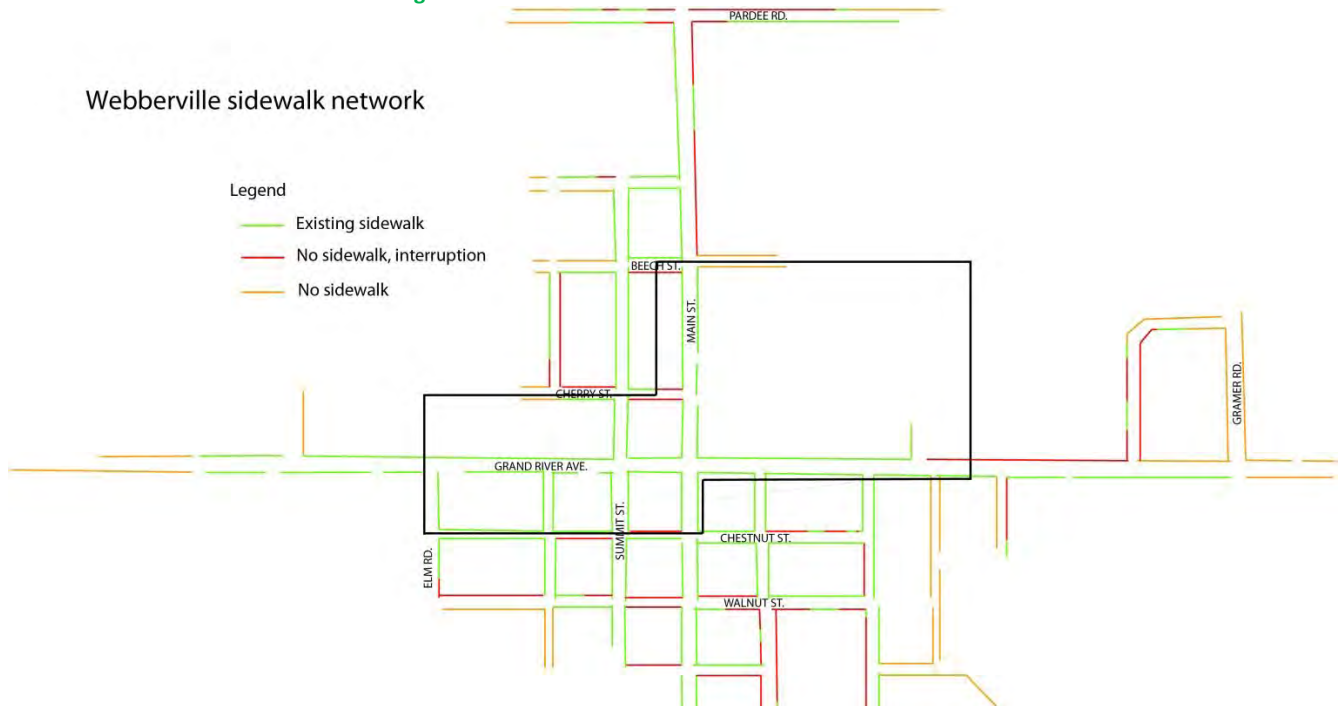 PARDEE RD.
Webberville sidewalk network
Legend
Existing sidewalk
No sidewalk, interruption
No sidewalk
BEECH ST.
MAIN ST.
CHERRY ST.
GRAMER RD.
GRAND RIVER AVE.
SUMMIT ST.
CHESTNUT ST.
ELM RD.
WALNUT ST.